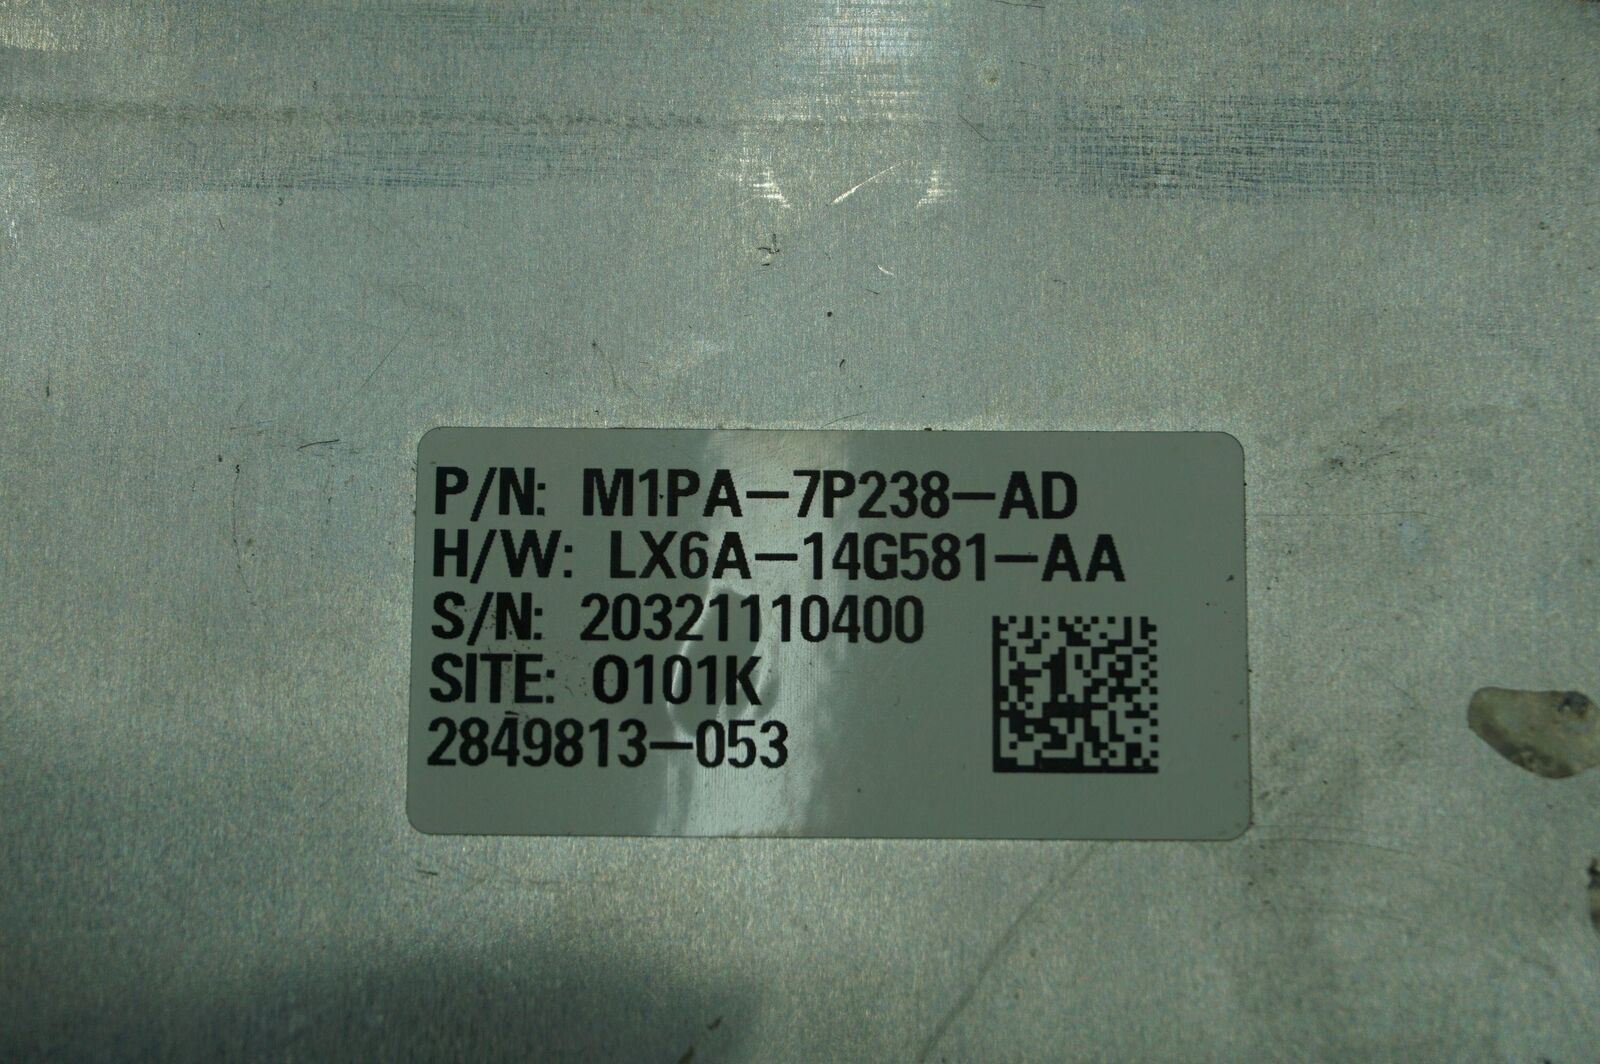 P/N: M1PA-7P238-AD
H/W: LX6A-14G581-AA
S/N: 20321110400
SITE: 0101K
2849813-053